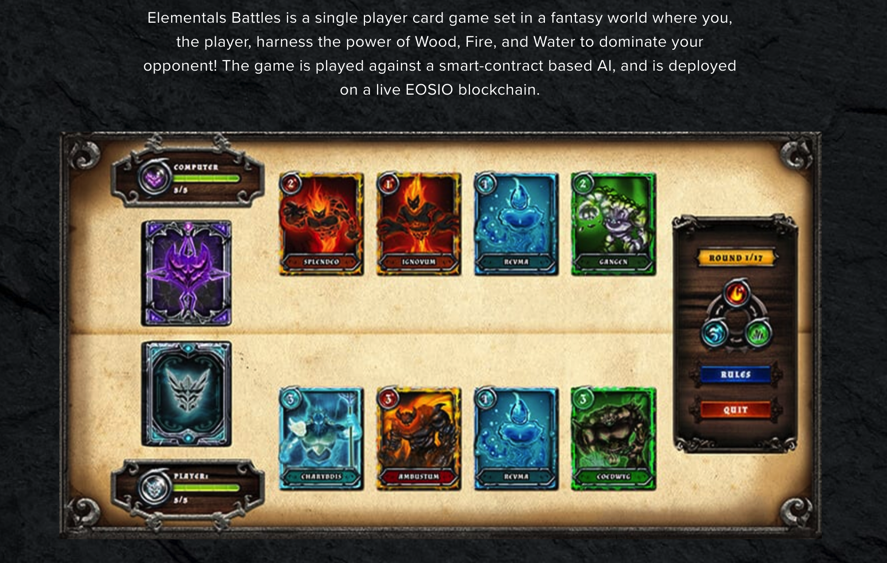 Elementals Battles is a single player card game set in a fantasy world where you,
the player, harness the power of Wood, Fire, and Water to dominate your
opponent! The game is played against a smart-contract based AI, and is deployed
on a live EOSIO blockchain.
COMPUTER
5/5
2
SPLENDEO
1
IGNOVUM
1
REVMA
2
GANGEN
ROUND 1/17
RULES
QUIT
3
CHARYBDIS
3
AMBUSTUM
1
REVMA
3
COEDWYG
PLAYER:
5/5